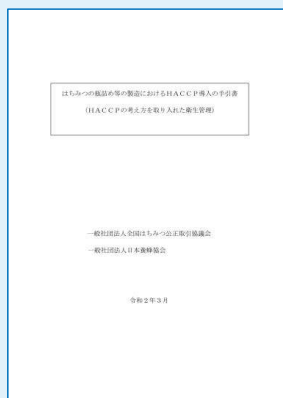 はちみつの瓶詰め等の製造におけるＨＡＣＣＰ導入の手引書
（ＨＡＣＣＰの考え方を取り入れた衛生管理）
一般社団法人全国はちみつ公正取引協議会
一般社団法人日本養蜂協会
令和２年３月